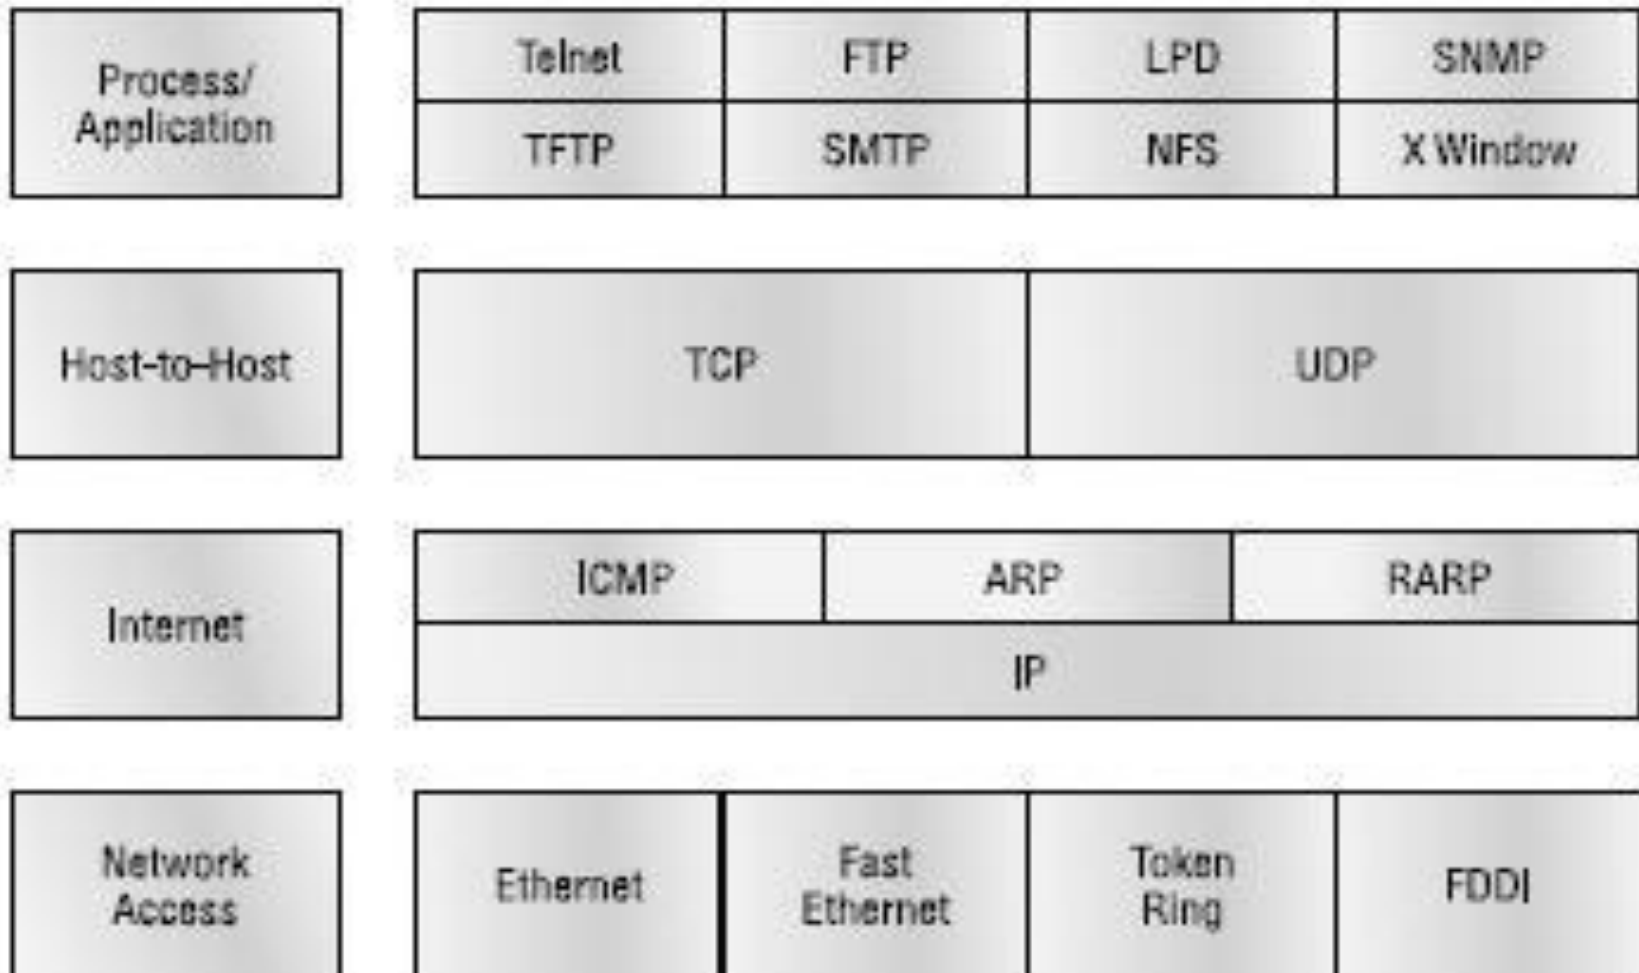 Process/
Application
Telnet FTP LPD SNMP
TFTP SMTP NFS X Window
Host-to-Host TCP UDP
Internet
ICMP ARP RARP
IP
Network
Access
Ethernet
Fast
Ethernet
Token
Ring
FDDI